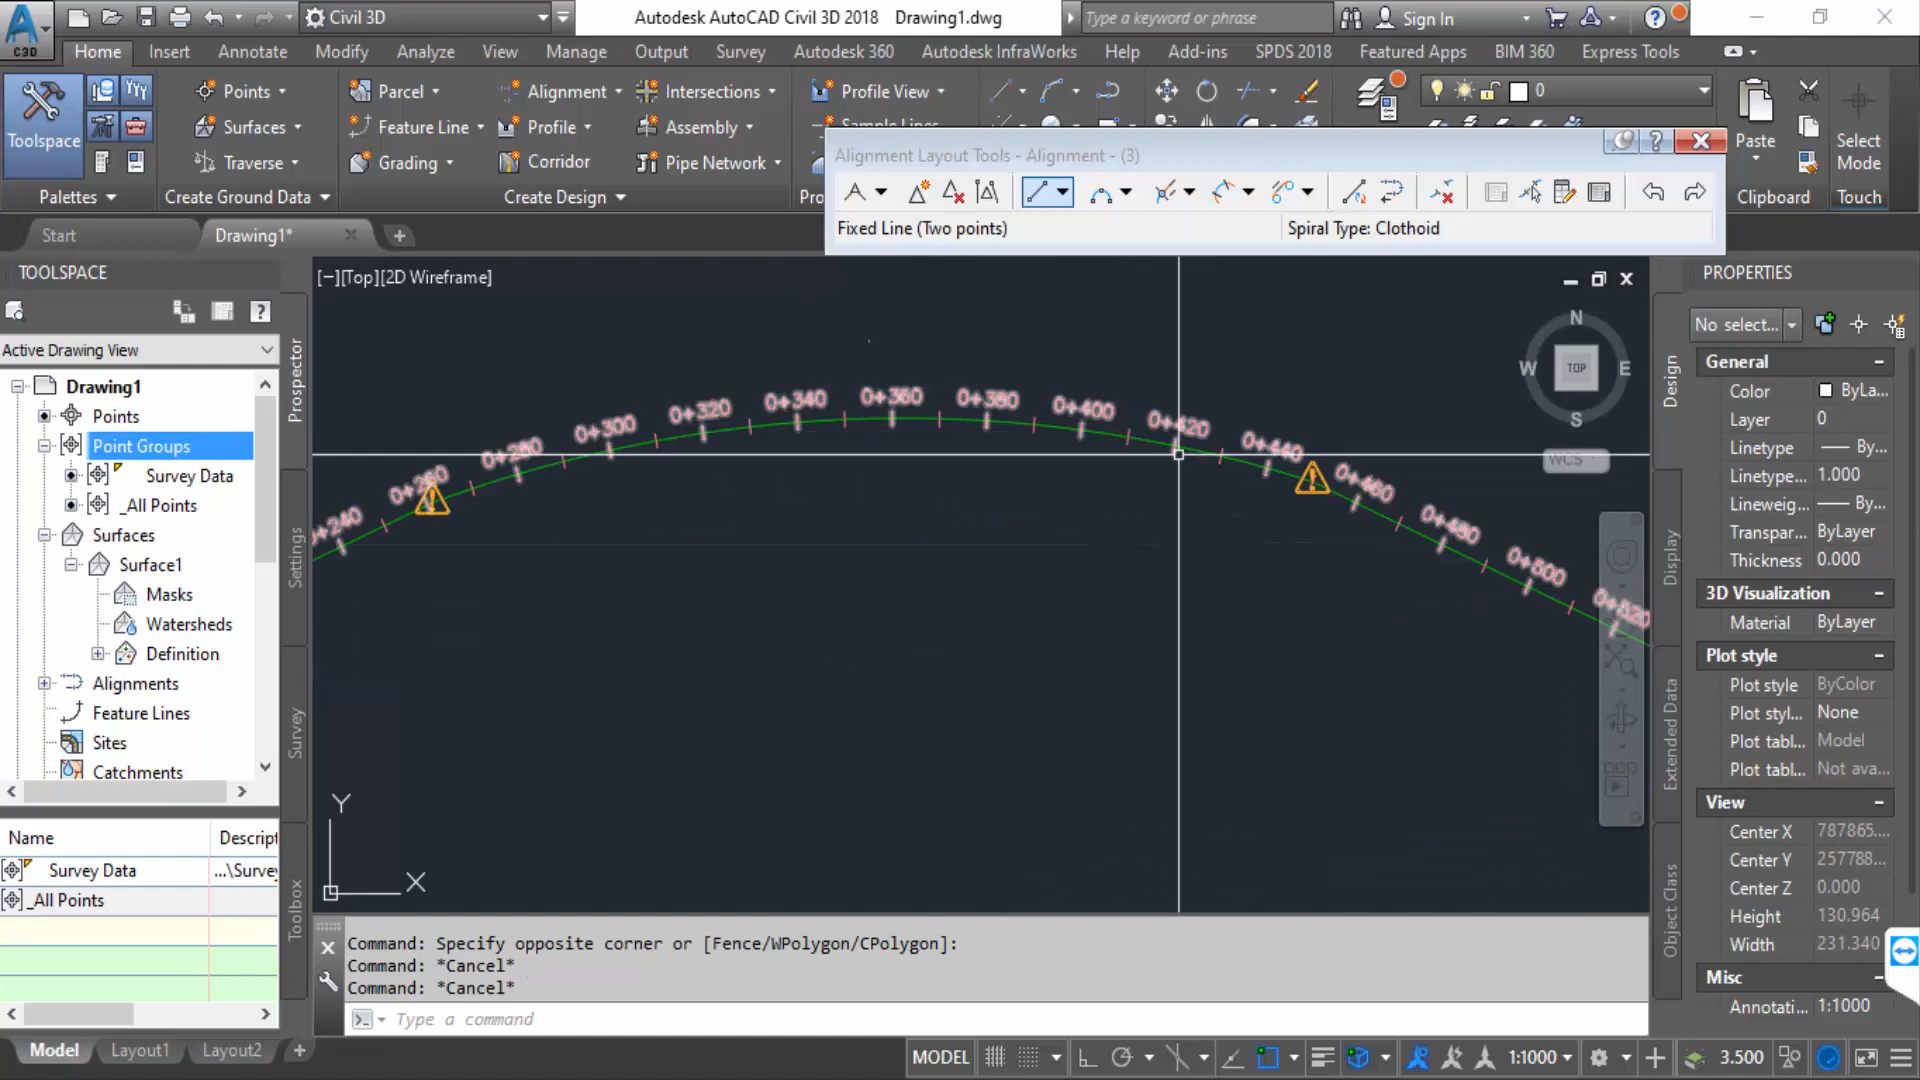 Civil 3D
Autodesk AutoCAD Civil 3D 2018 Drawing1.dwg
Type a keyword or phrase
Sign In
C3D
Home Insert Annotate Modify Analyze View Manage Output Survey Autodesk 360 Autodesk InfraWorks Help Add-ins SPDS 2018 Featured Apps BIM 360 Express Tools
Toolspace
Points
Surfaces
Traverse
Parcel
Feature Line
Grading
Alignment
Profile
Corridor
Intersections
Assembly
Pipe Network
Profile View
0
Paste
Select Mode
Palettes
Create Ground Data
Create Design
Clipboard
Touch
Alignment Layout Tools - Alignment - (3)
Fixed Line (Two points)
Spiral Type: Clothoid
Start
Drawing1*
TOOLSPACE
Active Drawing View
Drawing1
Points
Point Groups
Survey Data
_All Points
Surfaces
Surface1
Masks
Watersheds
Definition
Alignments
Feature Lines
Sites
Catchments
Prospector
Settings
Survey
Toolbox
Name
Descript
Survey Data
...\Survey
_All Points
[−][Top][2D Wireframe]
0+240
0+260
0+280
0+300
0+320
0+340
0+360
0+380
0+400
0+420
0+440
0+460
0+480
0+500
0+520
N
W
TOP
E
S
WCS
Y
X
Command: Specify opposite corner or [Fence/WPolygon/CPolygon]:
Command: *Cancel*
Command: *Cancel*
Type a command
PROPERTIES
No select...
Design
Display
Extended Data
Object Class
General
Color ByLa...
Layer 0
Linetype By...
Linetype... 1.000
Lineweig... By...
Transpar... ByLayer
Thickness 0.000
3D Visualization
Material ByLayer
Plot style
Plot style ByColor
Plot styl... None
Plot tabl... Model
Plot tabl... Not ava...
View
Center X 787865....
Center Y 257788...
Center Z 0.000
Height 130.964
Width 231.340
Misc
Annotati... 1:1000
Model Layout1 Layout2
MODEL
1:1000
3.500